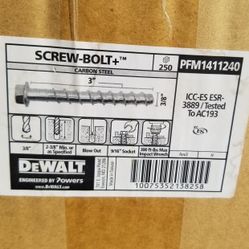 SCREW-BOLT+™
CARBON STEEL
250
PFM1411240
3"
3/8"
ICC-ES ESR-
3889 / Tested
To AC193
3/8"
2-3/8" Min. or
as Specified
Blow Out
9/16" Socket
300 ft-lbs Max
Impact Wrench
DEWALT
ENGINEERED BY Powers
10075352138258